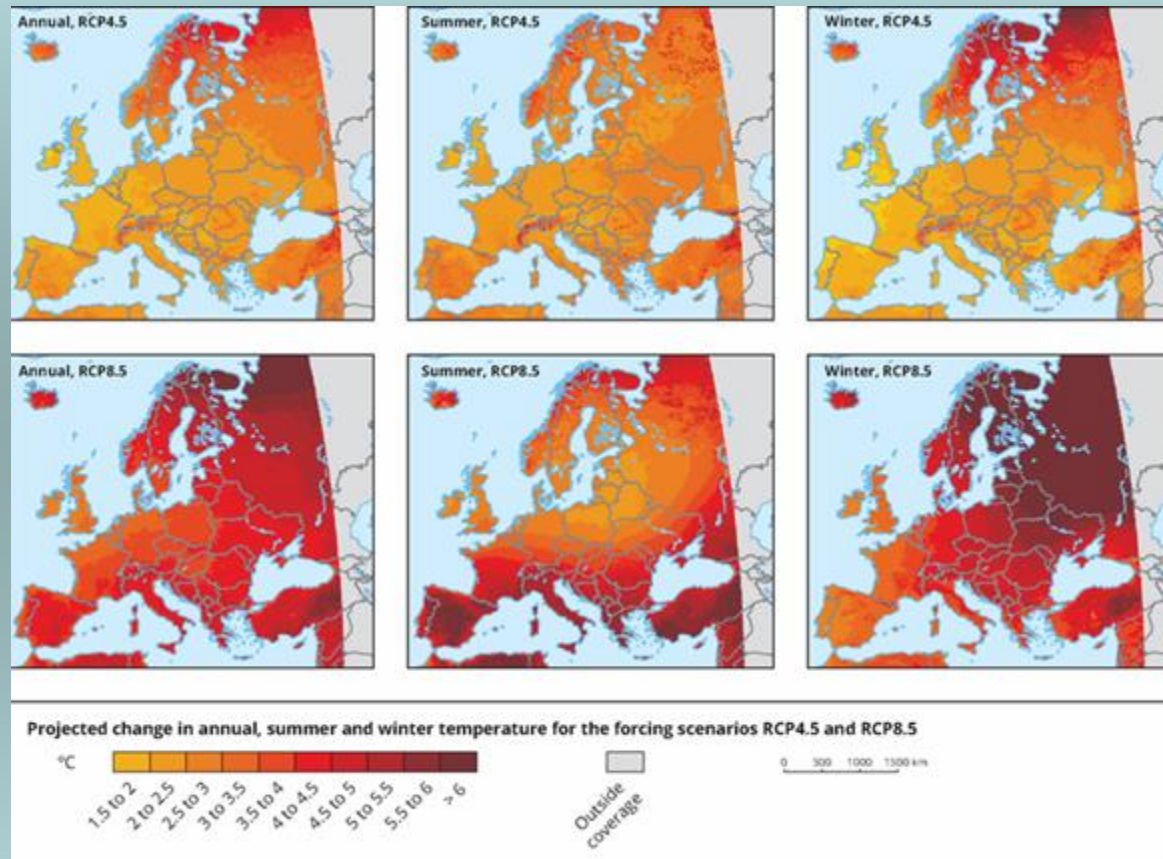 Annual, RCP4.5
Summer, RCP4.5
Winter, RCP4.5
Annual, RCP8.5
Summer, RCP8.5
Winter, RCP8.5
Projected change in annual, summer and winter temperature for the forcing scenarios RCP4.5 and RCP8.5
°C
1.5 to 2
2 to 2.5
2.5 to 3
3 to 3.5
3.5 to 4
4 to 4.5
4.5 to 5
5 to 5.5
5.5 to 6
> 6
Outside
coverage
0 500 1000 1500 km